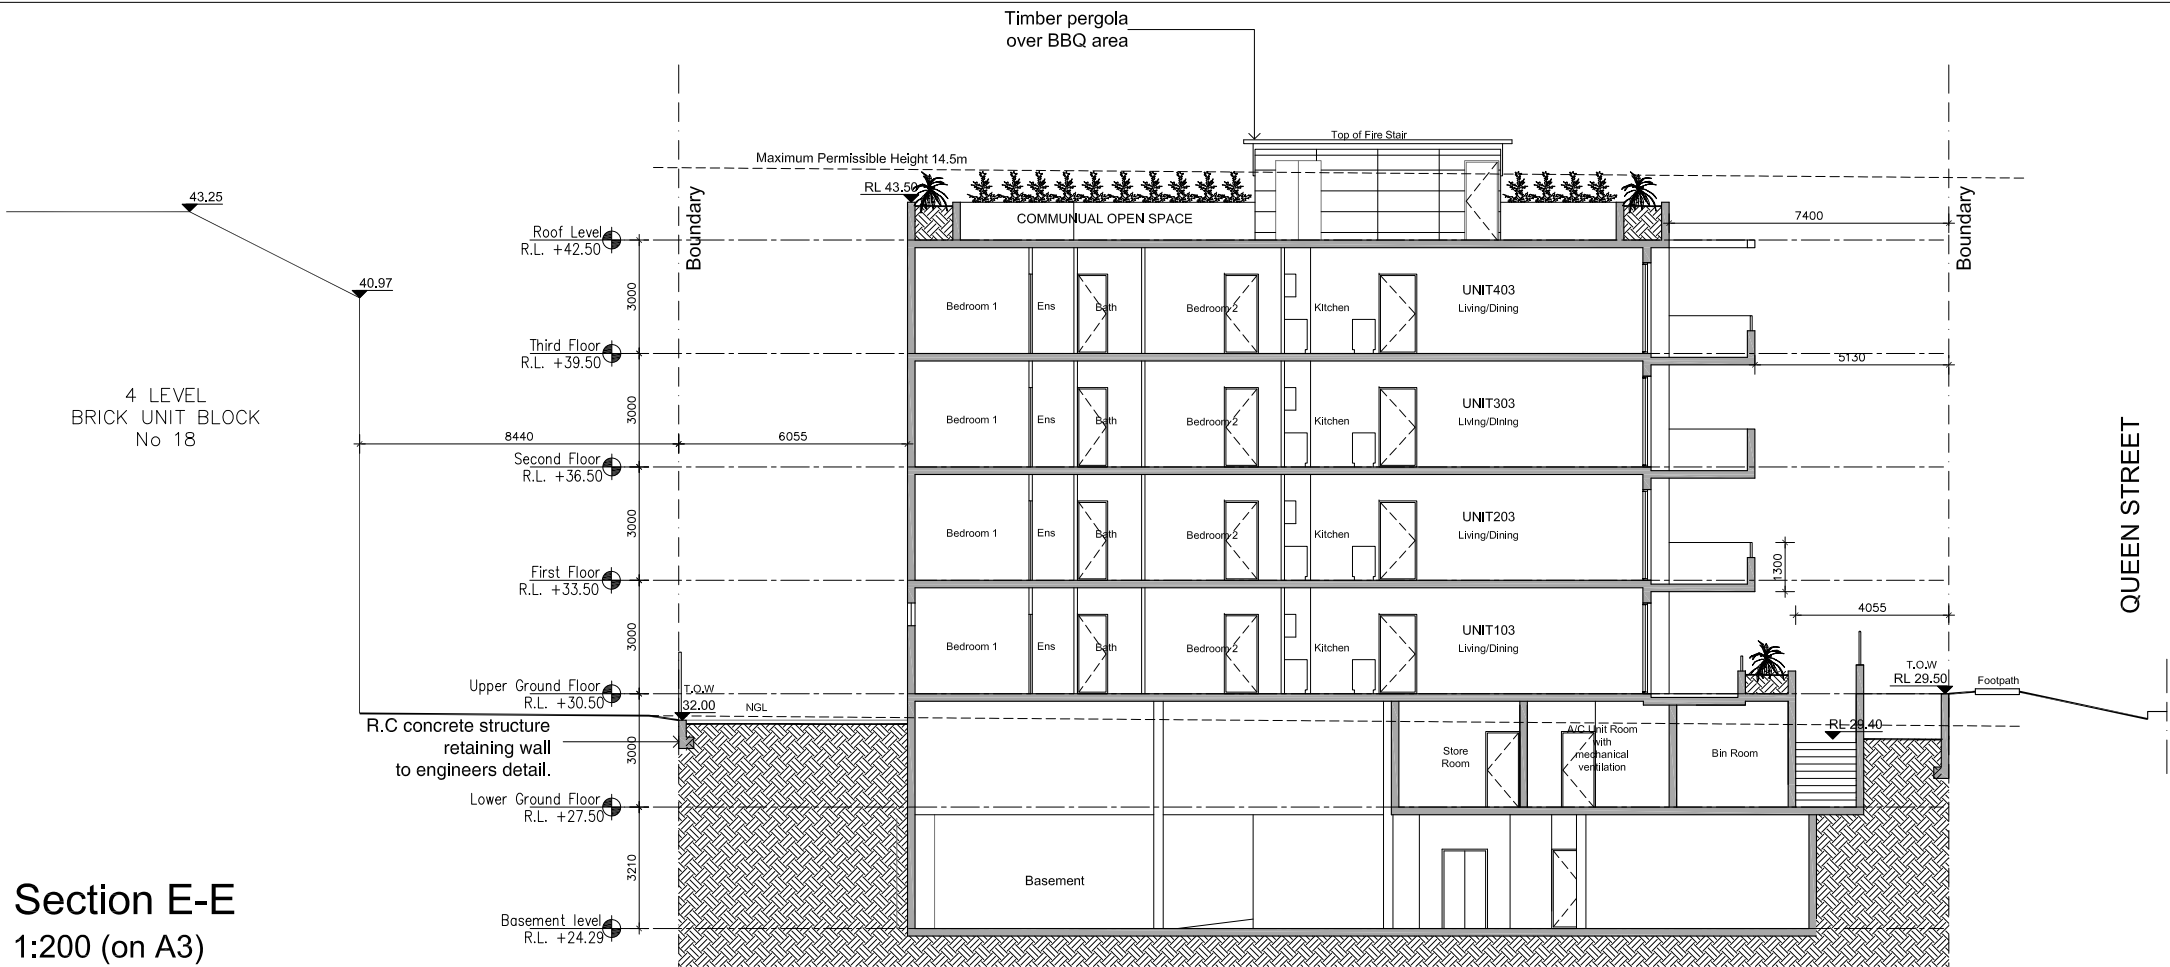 Timber pergola
over BBQ area
Top of Fire Stair
Maximum Permissible Height 14.5m
43.25
RL 43.50
Boundary
Boundary
COMMUNUAL OPEN SPACE
7400
Roof Level
R.L. +42.50
40.97
3000
Bedroom 1
Ens
Bath
Bedroom 2
Kitchen
UNIT403
Living/Dining
Third Floor
R.L. +39.50
5130
4 LEVEL
BRICK UNIT BLOCK
No 18
3000
Bedroom 1
Ens
Bath
Bedroom 2
Kitchen
UNIT303
Living/Dining
8440
6055
Second Floor
R.L. +36.50
QUEEN STREET
3000
Bedroom 1
Ens
Bath
Bedroom 2
Kitchen
UNIT203
Living/Dining
1300
First Floor
R.L. +33.50
4055
3000
Bedroom 1
Ens
Bath
Bedroom 2
Kitchen
UNIT103
Living/Dining
Upper Ground Floor
R.L. +30.50
T.O.W
32.00
NGL
T.O.W
RL 29.50
Footpath
R.C concrete structure
retaining wall
to engineers detail.
3000
Store
Room
A/C Unit Room
with
mechanical
ventilation
Bin Room
RL 29.40
Lower Ground Floor
R.L. +27.50
3210
Basement
Basement level
R.L. +24.29
Section E-E
1:200 (on A3)